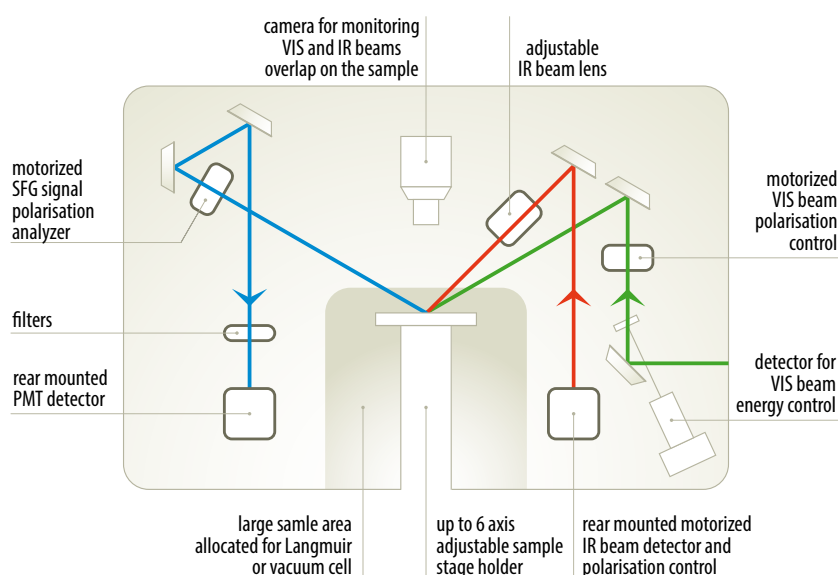 camera for monitoring
VIS and IR beams
overlap on the sample
adjustable
IR beam lens
motorized
SFG signal
polarisation
analyzer
motorized
VIS beam
polarisation
control
filters
rear mounted
PMT detector
detector for
VIS beam
energy control
large samle area
allocated for Langmuir
or vacuum cell
up to 6 axis
adjustable sample
stage holder
rear mounted motorized
IR beam detector and
polarisation control